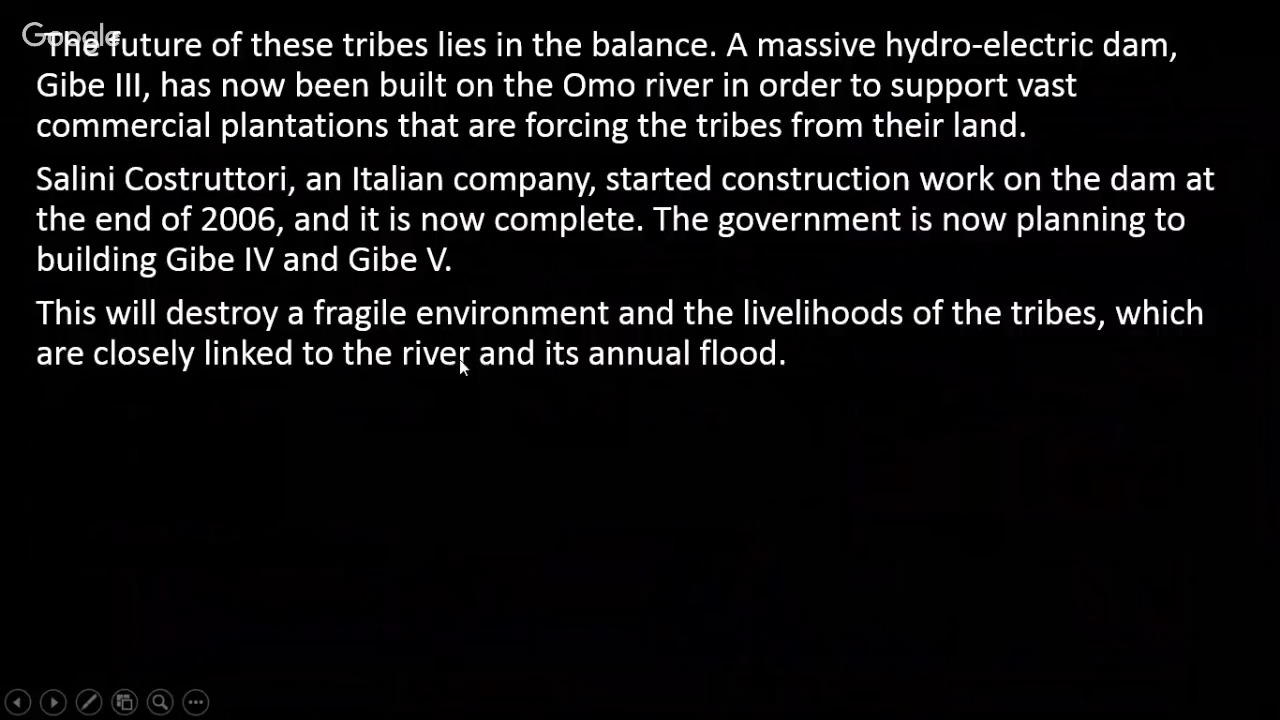 Google
The future of these tribes lies in the balance. A massive hydro-electric dam,
Gibe III, has now been built on the Omo river in order to support vast
commercial plantations that are forcing the tribes from their land.
Salini Costruttori, an Italian company, started construction work on the dam at
the end of 2006, and it is now complete. The government is now planning to
building Gibe IV and Gibe V.
This will destroy a fragile environment and the livelihoods of the tribes, which
are closely linked to the river and its annual flood.